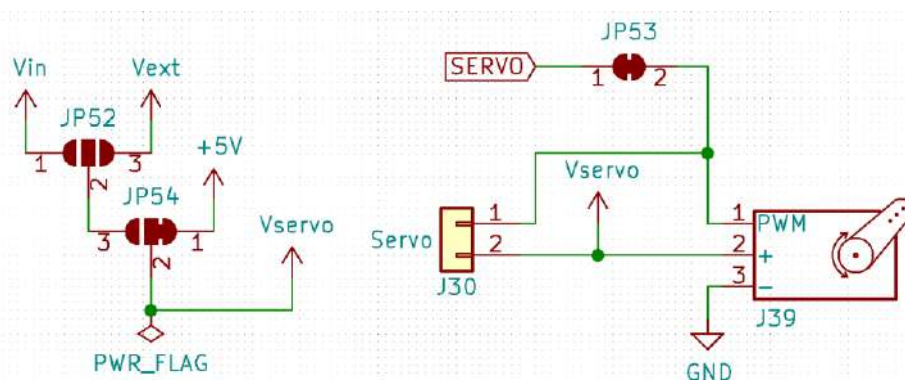 Vin
Vext
JP52
1
3
2
+5V
JP54
3
1
2
Vservo
PWR_FLAG
JP53
SERVO
1
2
Vservo
Servo
1
2
J30
1
PWM
2
+
3
−
J39
GND